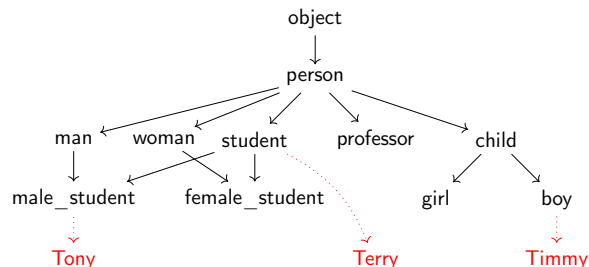 object
person
man woman student professor child
male_student female_student girl boy
Tony Terry Timmy